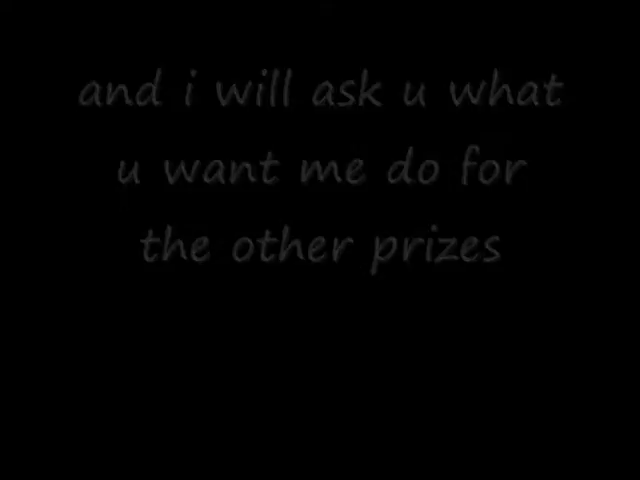 and i will ask u what
u want me do for
the other prizes